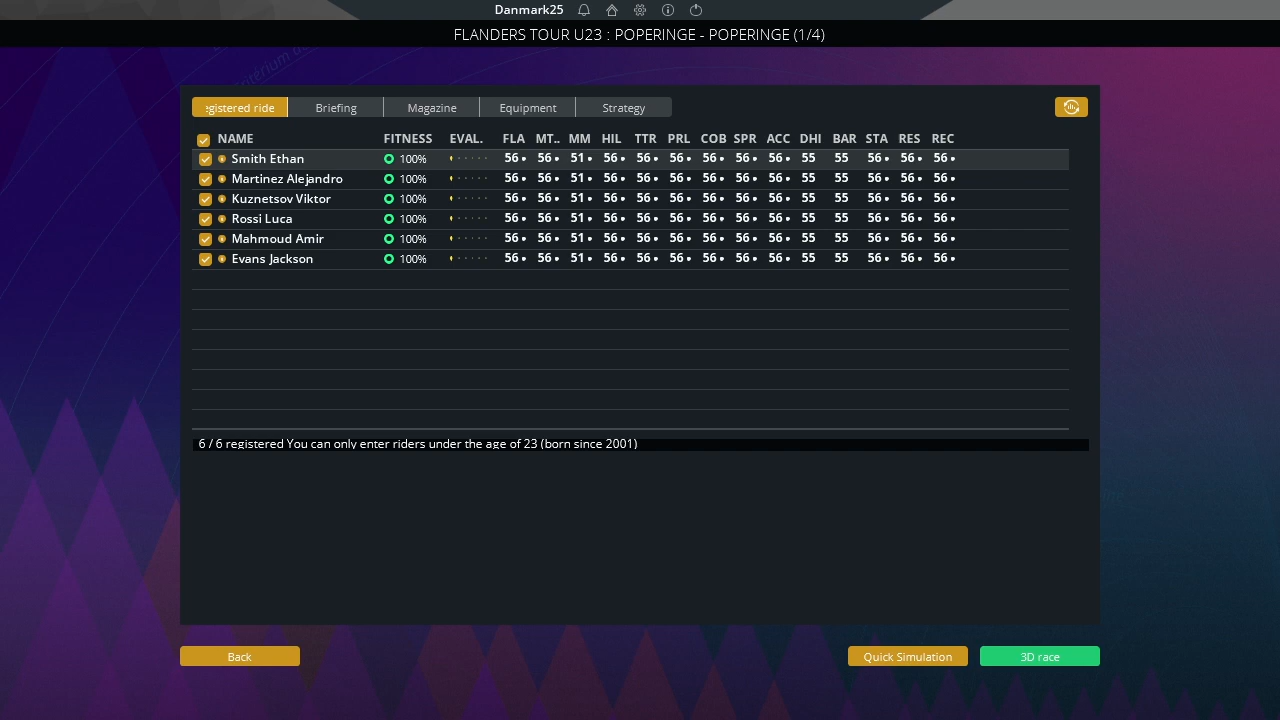 Danmark25
FLANDERS TOUR U23 : POPERINGE - POPERINGE (1/4)
egistered ride Briefing Magazine Equipment Strategy
NAME FITNESS EVAL. FLA MT.. MM HIL TTR PRL COB SPR ACC DHI BAR STA RES REC
Smith Ethan 100% 56 56 51 56 56 56 56 56 56 55 55 56 56 56
Martinez Alejandro 100% 56 56 51 56 56 56 56 56 56 55 55 56 56 56
Kuznetsov Viktor 100% 56 56 51 56 56 56 56 56 56 55 55 56 56 56
Rossi Luca 100% 56 56 51 56 56 56 56 56 56 55 55 56 56 56
Mahmoud Amir 100% 56 56 51 56 56 56 56 56 56 55 55 56 56 56
Evans Jackson 100% 56 56 51 56 56 56 56 56 56 55 55 56 56 56
6 / 6 registered You can only enter riders under the age of 23 (born since 2001)
Back Quick Simulation 3D race